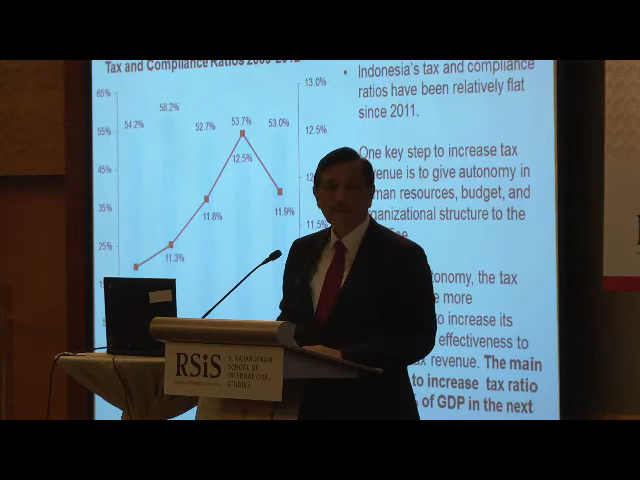 Tax and Compliance Ratios
65%
55%
45%
35%
25%
54.2%
58.2%
52.7%
53.7%
53.0%
12.5%
11.8%
11.3%
11.9%
13.0%
12.5%
11.5%
• Indonesia's tax and compliance
ratios have been relatively flat
since 2011.
One key step to increase tax
revenue is to give autonomy in
human resources, budget, and
organizational structure to the
tonomy, the tax
more
to increase its
effectiveness to
revenue. The main
to increase tax ratio
of GDP in the next
RSiS
S. RAJARATNAM
SCHOOL OF
INTERNATIONAL
STUDIES